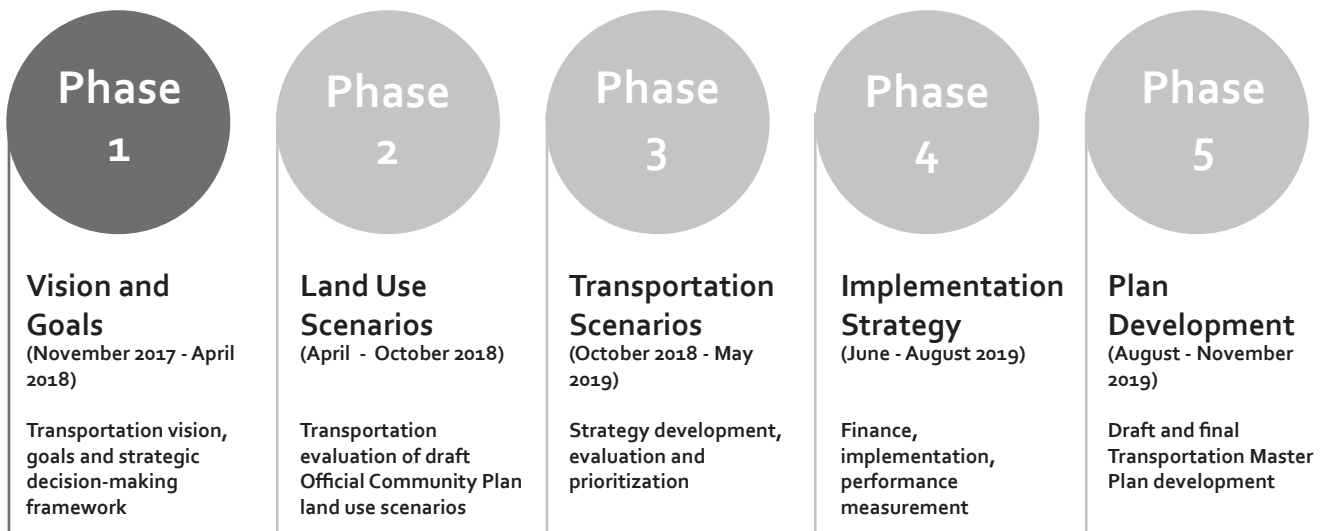 Phase
1
Vision and
Goals
(November 2017 - April
2018)
Transportation vision,
goals and strategic
decision-making
framework
Phase
2
Land Use
Scenarios
(April - October 2018)
Transportation
evaluation of draft
Official Community Plan
land use scenarios
Phase
3
Transportation
Scenarios
(October 2018 - May
2019)
Strategy development,
evaluation and
prioritization
Phase
4
Implementation
Strategy
(June - August 2019)
Finance,
implementation,
performance
measurement
Phase
5
Plan
Development
(August - November
2019)
Draft and final
Transportation Master
Plan development